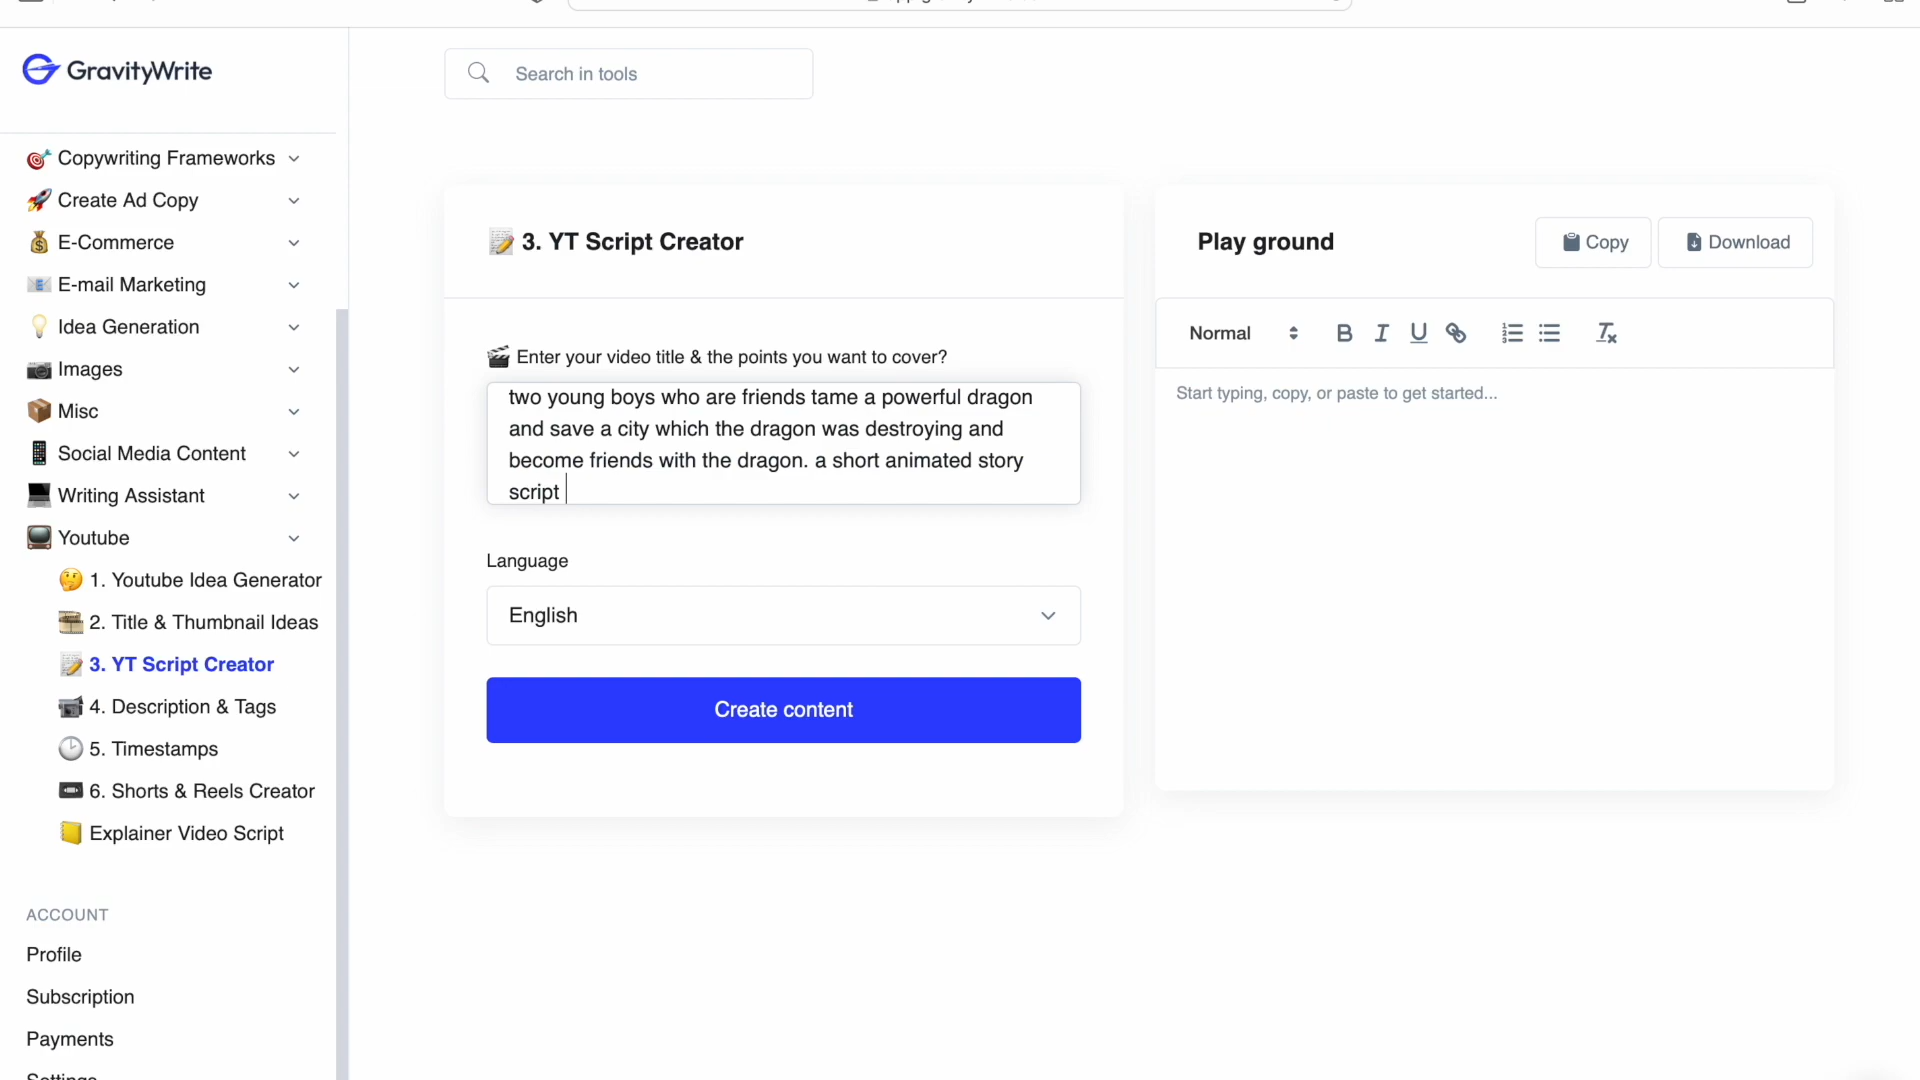 GravityWrite
Search in tools
Copywriting Frameworks
Create Ad Copy
E-Commerce
E-mail Marketing
Idea Generation
Images
Misc
Social Media Content
Writing Assistant
Youtube
1. Youtube Idea Generator
2. Title & Thumbnail Ideas
3. YT Script Creator
4. Description & Tags
5. Timestamps
6. Shorts & Reels Creator
Explainer Video Script
ACCOUNT
Profile
Subscription
Payments
Settings
3. YT Script Creator
Enter your video title & the points you want to cover?
two young boys who are friends tame a powerful dragon
and save a city which the dragon was destroying and
become friends with the dragon. a short animated story
script
Language
English
Create content
Play ground
Copy
Download
Normal
Start typing, copy, or paste to get started...